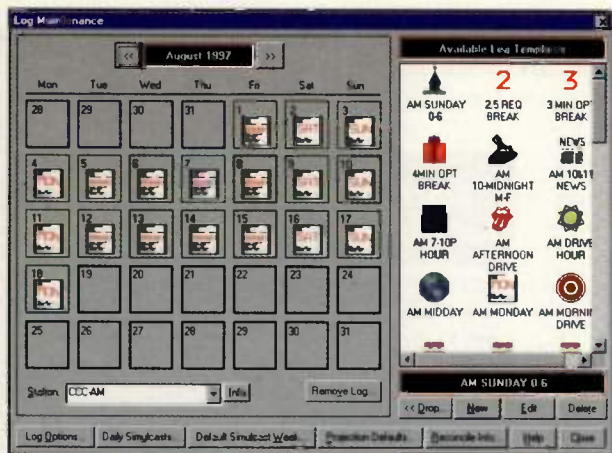 Log Maintenance
<< August 1997 >>
Mon Tue Wed Thu Fri Sat Sun
28 29 30 31 1 2 3
4 5 6 7 8 9 10
11 12 13 14 15 16 17
18 19 20 21 22 23 24
25 26 27 28 29 30 31
MON
SUN
Station: CCC-AM Info Remove Log
Available Log Templates
2 3
AM SUNDAY 0-6
2.5 REQ BREAK
3 MIN OPT BREAK
NEWS
4MIN OPT BREAK
AM 10-MIDNIGHT M-F
AM 10&11 NEWS
AM 7-10P HOUR
AM AFTERNOON DRIVE
AM DRIVE HOUR
AM MIDDAY
AM MONDAY
AM MORNIN DRIVE
AM SUNDAY 0-6
<< Drop New Edit Delete
Log Options Daily Simulcasts Default Simulcast Week Projection Defaults Reconcile Info Help Close